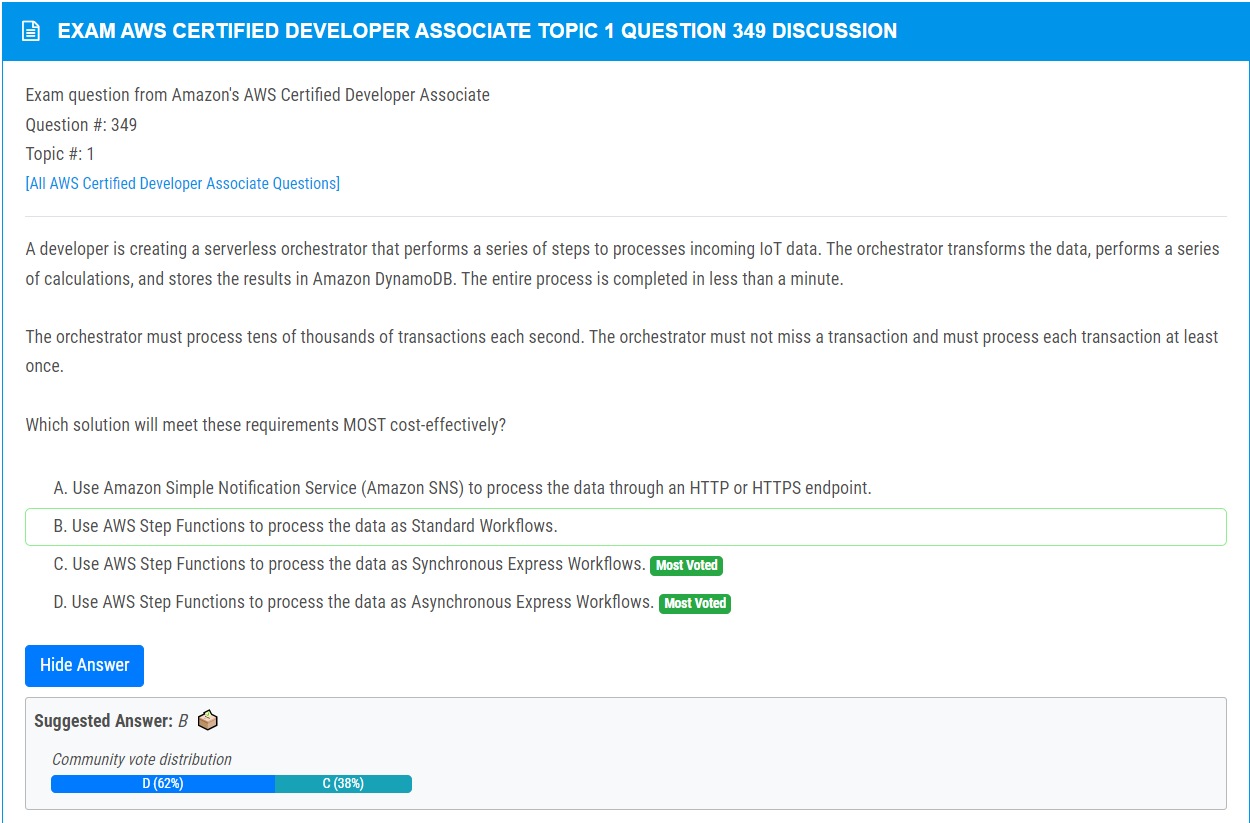 EXAM AWS CERTIFIED DEVELOPER ASSOCIATE TOPIC 1 QUESTION 349 DISCUSSION
Exam question from Amazon's AWS Certified Developer Associate
Question #: 349
Topic #: 1
[All AWS Certified Developer Associate Questions]
A developer is creating a serverless orchestrator that performs a series of steps to processes incoming IoT data. The orchestrator transforms the data, performs a series
of calculations, and stores the results in Amazon DynamoDB. The entire process is completed in less than a minute.
The orchestrator must process tens of thousands of transactions each second. The orchestrator must not miss a transaction and must process each transaction at least
once.
Which solution will meet these requirements MOST cost-effectively?
A. Use Amazon Simple Notification Service (Amazon SNS) to process the data through an HTTP or HTTPS endpoint.
B. Use AWS Step Functions to process the data as Standard Workflows.
C. Use AWS Step Functions to process the data as Synchronous Express Workflows. Most Voted
D. Use AWS Step Functions to process the data as Asynchronous Express Workflows. Most Voted
Hide Answer
Suggested Answer: B
Community vote distribution
D (62%) C (38%)